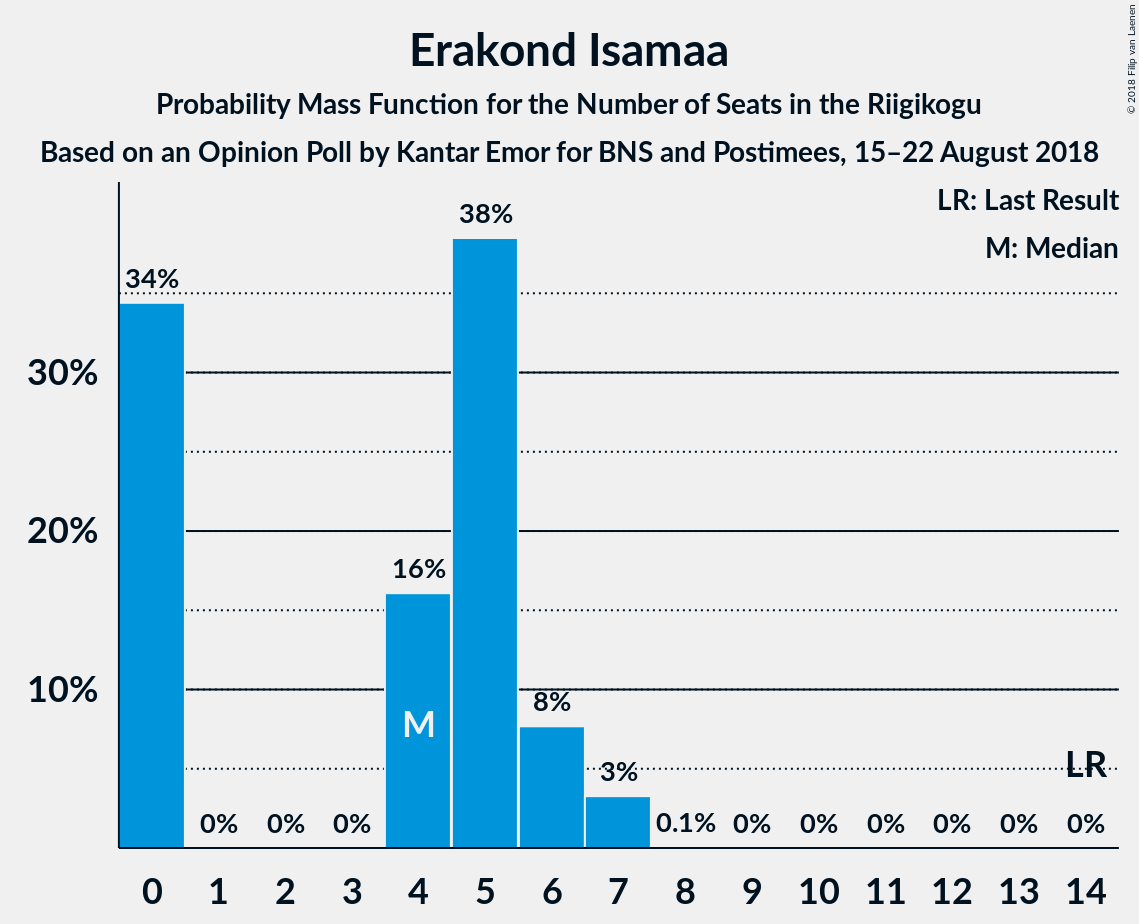 Erakond Isamaa
Probability Mass Function for the Number of Seats in the Riigikogu
Based on an Opinion Poll by Kantar Emor for BNS and Postimees, 15–22 August 2018
© 2018 Filip van Laenen
LR: Last Result
M: Median
38%
34%
30%
20%
16%
10%
8%
M
3%
LR
0% 0% 0% 0.1% 0% 0% 0% 0% 0% 0%
0 1 2 3 4 5 6 7 8 9 10 11 12 13 14